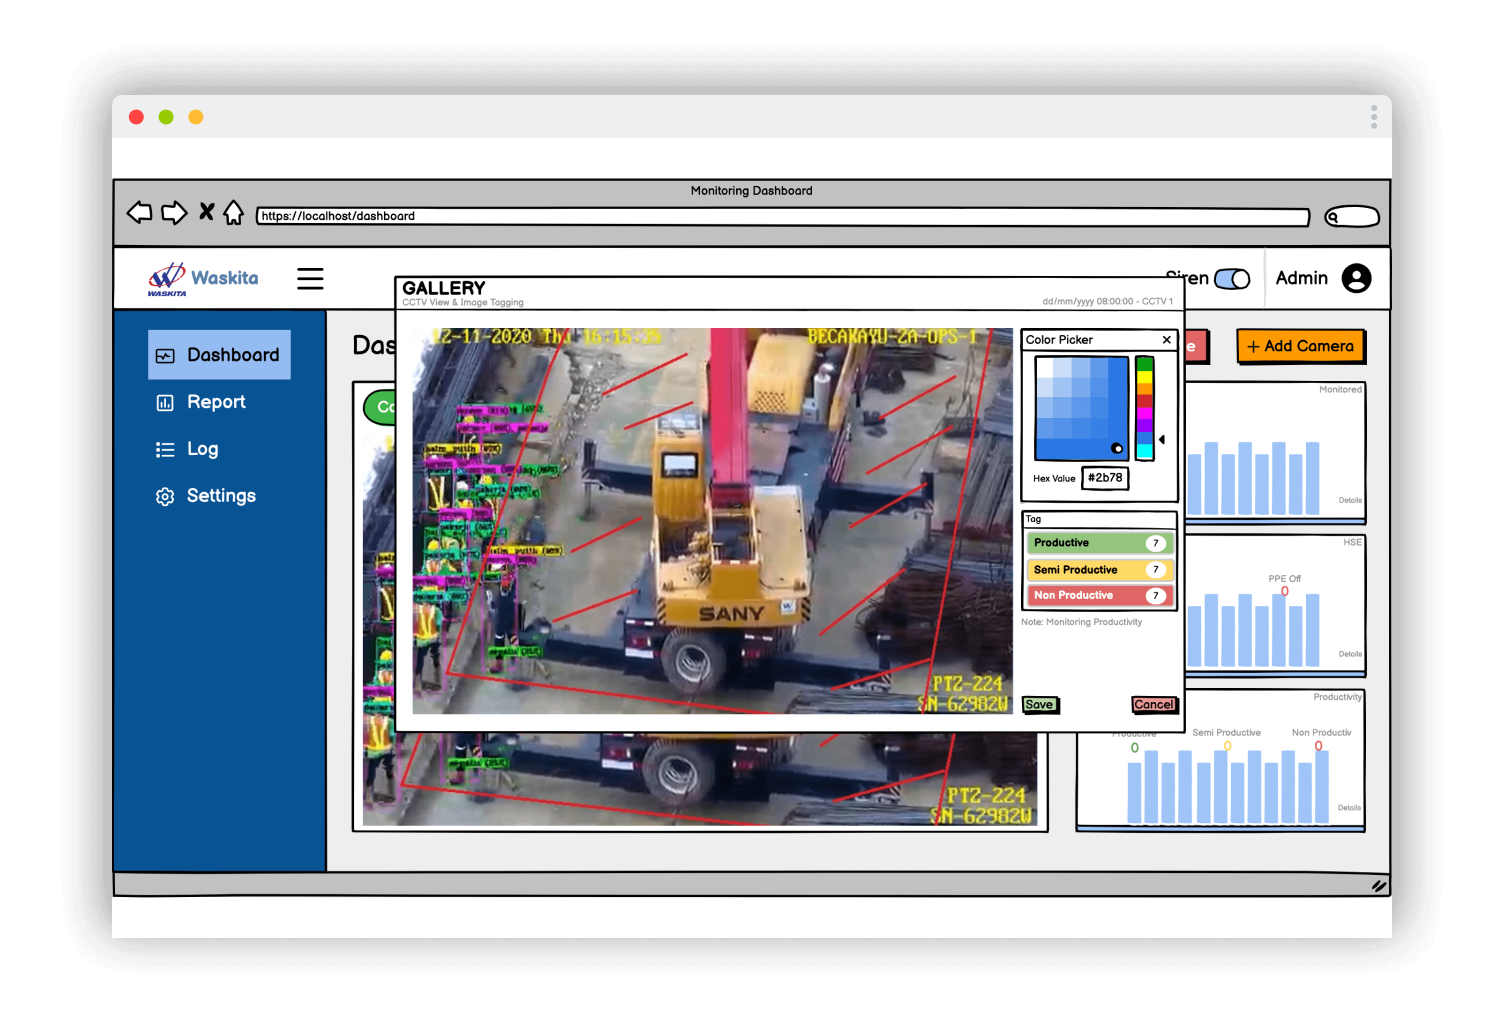 Monitoring Dashboard
https://localhost/dashboard
WASKITA
Waskita
Siren
Admin
Dashboard
Report
Log
Settings
GALLERY
CCTV View & Image Tagging
dd/mm/yyyy 08:00:00 - CCTV 1
12-11-2020 Thu 16:15:35
BECAKAYU-2A-OPS-1
SANY
PTZ-224
SN-62982W
Color Picker
Hex Value
#2b78
Tag
Productive 7
Semi Productive 7
Non Productive 7
Note: Monitoring Productivity
Save
Cancel
Das
e
+ Add Camera
Co
Monitored
Details
HSE
PPE Off
0
Details
Productivity
Productive
0
Semi Productive
0
Non Productiv
0
Details
PTZ-224
SN-62982W